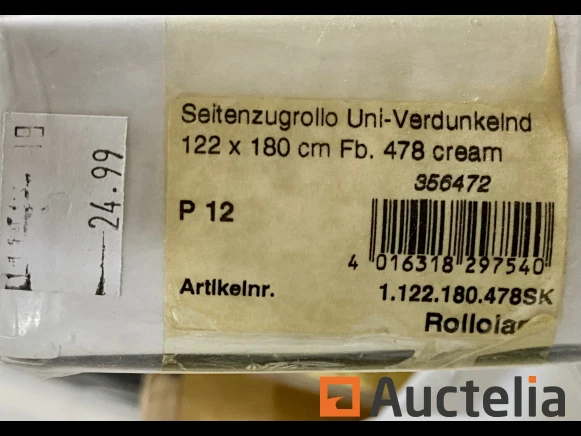 Seitenzugrollo Uni-Verdunkelnd
122 x 180 cm Fb. 478 cream
356472
P 12
4 016318 297540
Artikelnr. 1.122.180.478SK
24.99
Auctelia